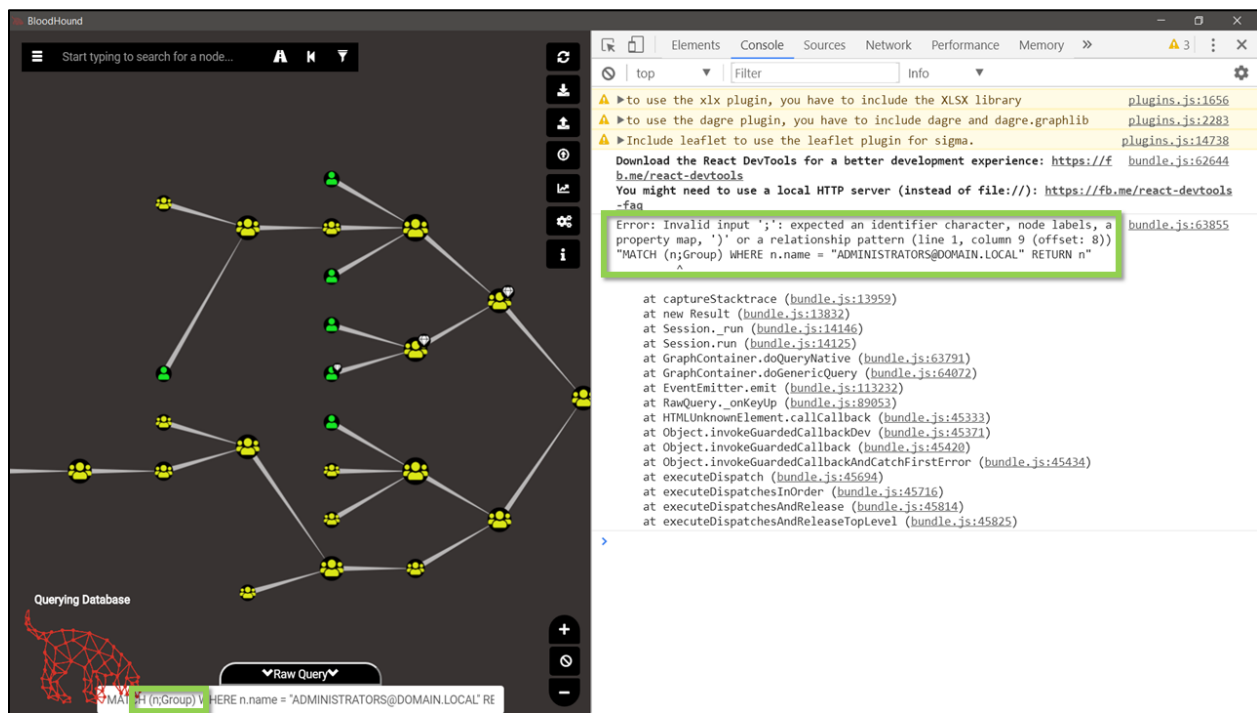 BloodHound
Start typing to search for a node...
Querying Database
Raw Query
MATCH (n;Group) WHERE n.name = "ADMINISTRATORS@DOMAIN.LOCAL" RE
Elements Console Sources Network Performance Memory » 3
top Filter Info
to use the xlx plugin, you have to include the XLSX library plugins.js:1656
to use the dagre plugin, you have to include dagre and dagre.graphlib plugins.js:2283
Include leaflet to use the leaflet plugin for sigma. plugins.js:14738
Download the React DevTools for a better development experience: https://f bundle.js:62644
b.me/react-devtools
You might need to use a local HTTP server (instead of file://): https://fb.me/react-devtools
-faq
Error: Invalid input ';': expected an identifier character, node labels, a bundle.js:63855
property map, ')' or a relationship pattern (line 1, column 9 (offset: 8))
"MATCH (n;Group) WHERE n.name = "ADMINISTRATORS@DOMAIN.LOCAL" RETURN n"
^
at captureStacktrace (bundle.js:13959)
at new Result (bundle.js:13832)
at Session._run (bundle.js:14146)
at Session.run (bundle.js:14125)
at GraphContainer.doQueryNative (bundle.js:63791)
at GraphContainer.doGenericQuery (bundle.js:64072)
at EventEmitter.emit (bundle.js:113232)
at RawQuery._onKeyUp (bundle.js:89053)
at HTMLUnknownElement.callCallback (bundle.js:45333)
at Object.invokeGuardedCallbackDev (bundle.js:45371)
at Object.invokeGuardedCallback (bundle.js:45420)
at Object.invokeGuardedCallbackAndCatchFirstError (bundle.js:45434)
at executeDispatch (bundle.js:45694)
at executeDispatchesInOrder (bundle.js:45716)
at executeDispatchesAndRelease (bundle.js:45814)
at executeDispatchesAndReleaseTopLevel (bundle.js:45825)